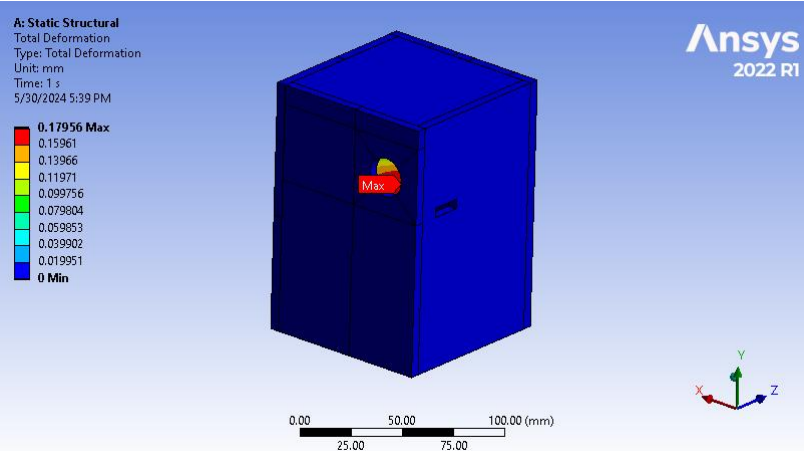 A: Static Structural
Total Deformation
Type: Total Deformation
Unit: mm
Time: 1 s
5/30/2024 5:39 PM
0.17956 Max
0.15961
0.13966
0.11971
0.099756
0.079804
0.059853
0.039902
0.019951
0 Min
Ansys
2022 R1
Max
Y
X
Z
0.00 50.00 100.00 (mm)
25.00 75.00